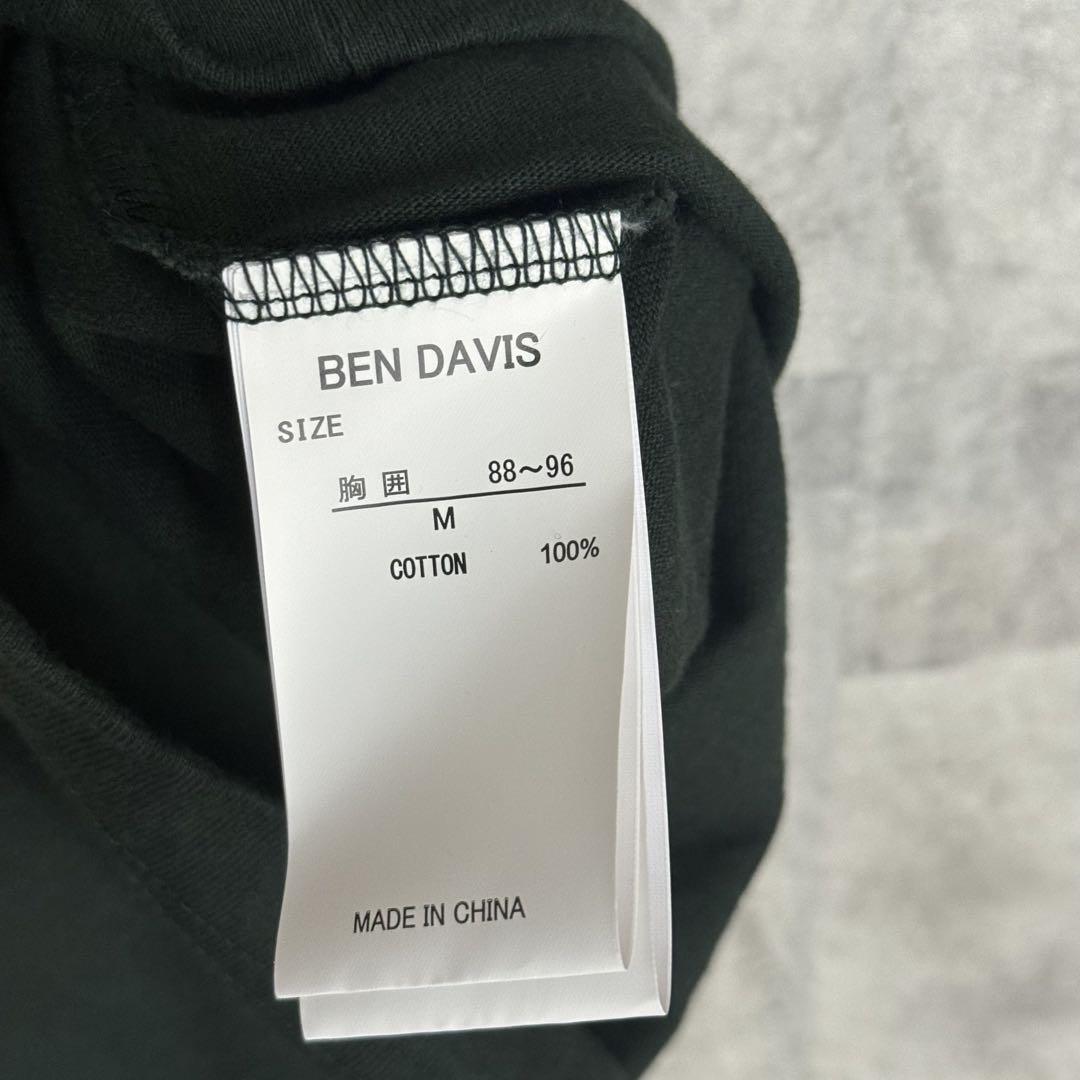 BEN DAVIS
SIZE
胸囲 88〜96
M
COTTON 100%
MADE IN CHINA